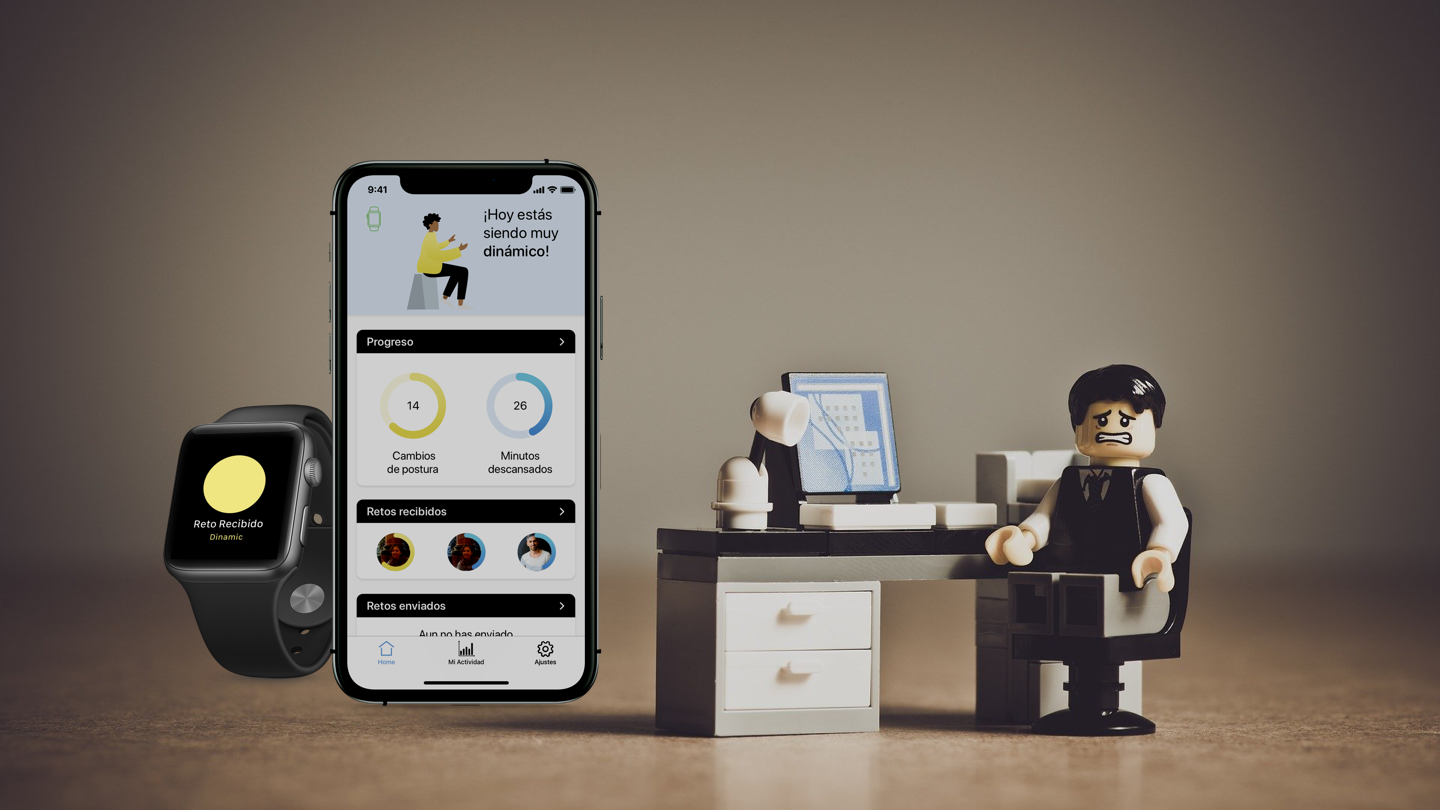 9:41
¡Hoy estás
siendo muy
dinámico!
Progreso
14
26
Cambios
de postura
Minutos
descansados
Retos recibidos
Retos enviados
Aun no has enviado
Home
Mi Actividad
Ajustes
Reto Recibido
Dinamic